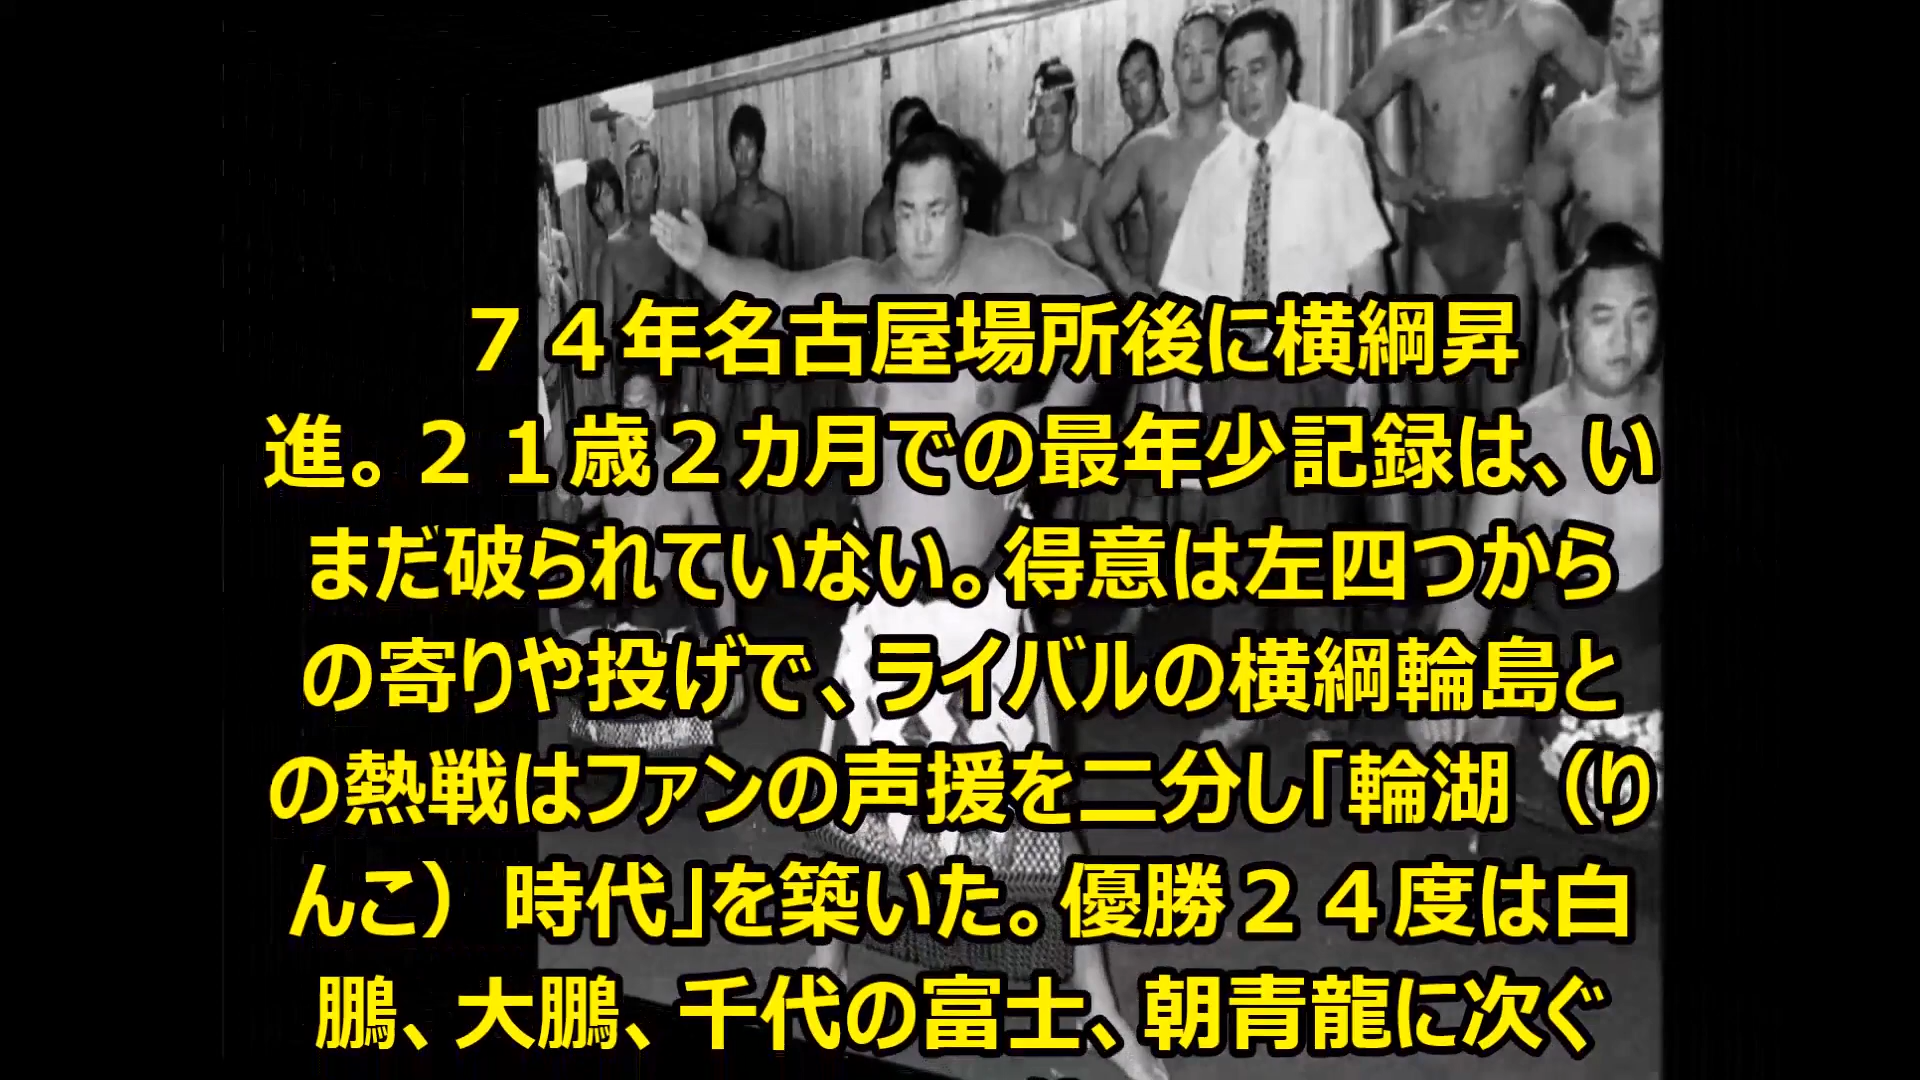 ７４年名古屋場所後に横綱昇
進。２１歳２カ月での最年少記録は、い
まだ破られていない。得意は左四つから
の寄りや投げで、ライバルの横綱輪島と
の熱戦はファンの声援を二分し「輪湖（り
んこ）時代」を築いた。優勝２４度は白
鵬、大鵬、千代の富士、朝青龍に次ぐ